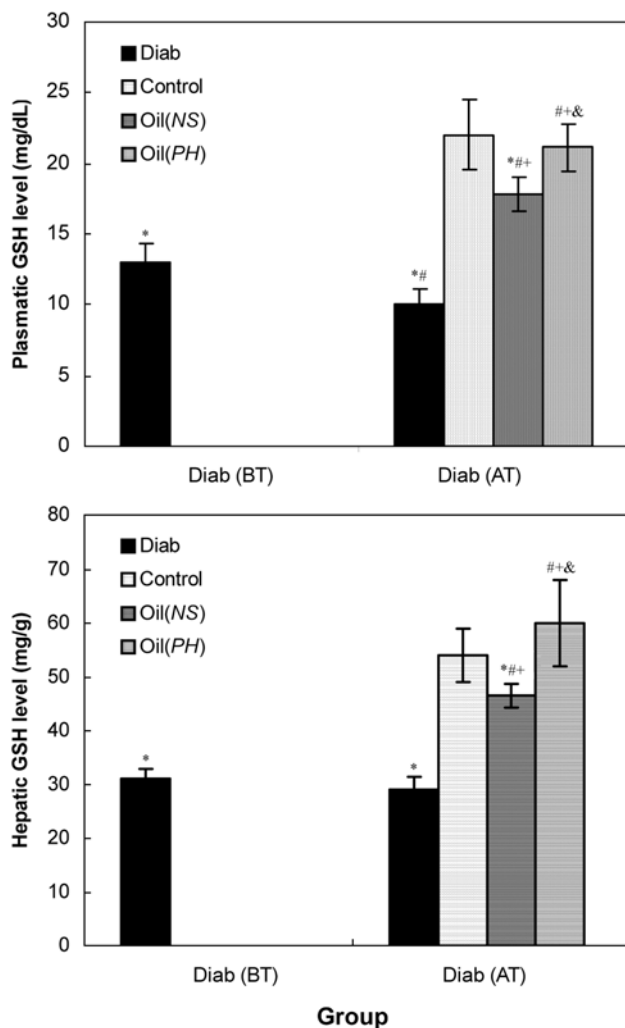 30
25
20
15
10
5
0
Plasmatic GSH level (mg/dL)
Diab
Control
Oil(NS)
Oil(PH)
*
*#
*#+
#+&
Diab (BT)
Diab (AT)
80
70
60
50
40
30
20
10
0
Hepatic GSH level (mg/g)
Diab
Control
Oil(NS)
Oil(PH)
*
*
*#+
#+&
Diab (BT)
Diab (AT)
Group